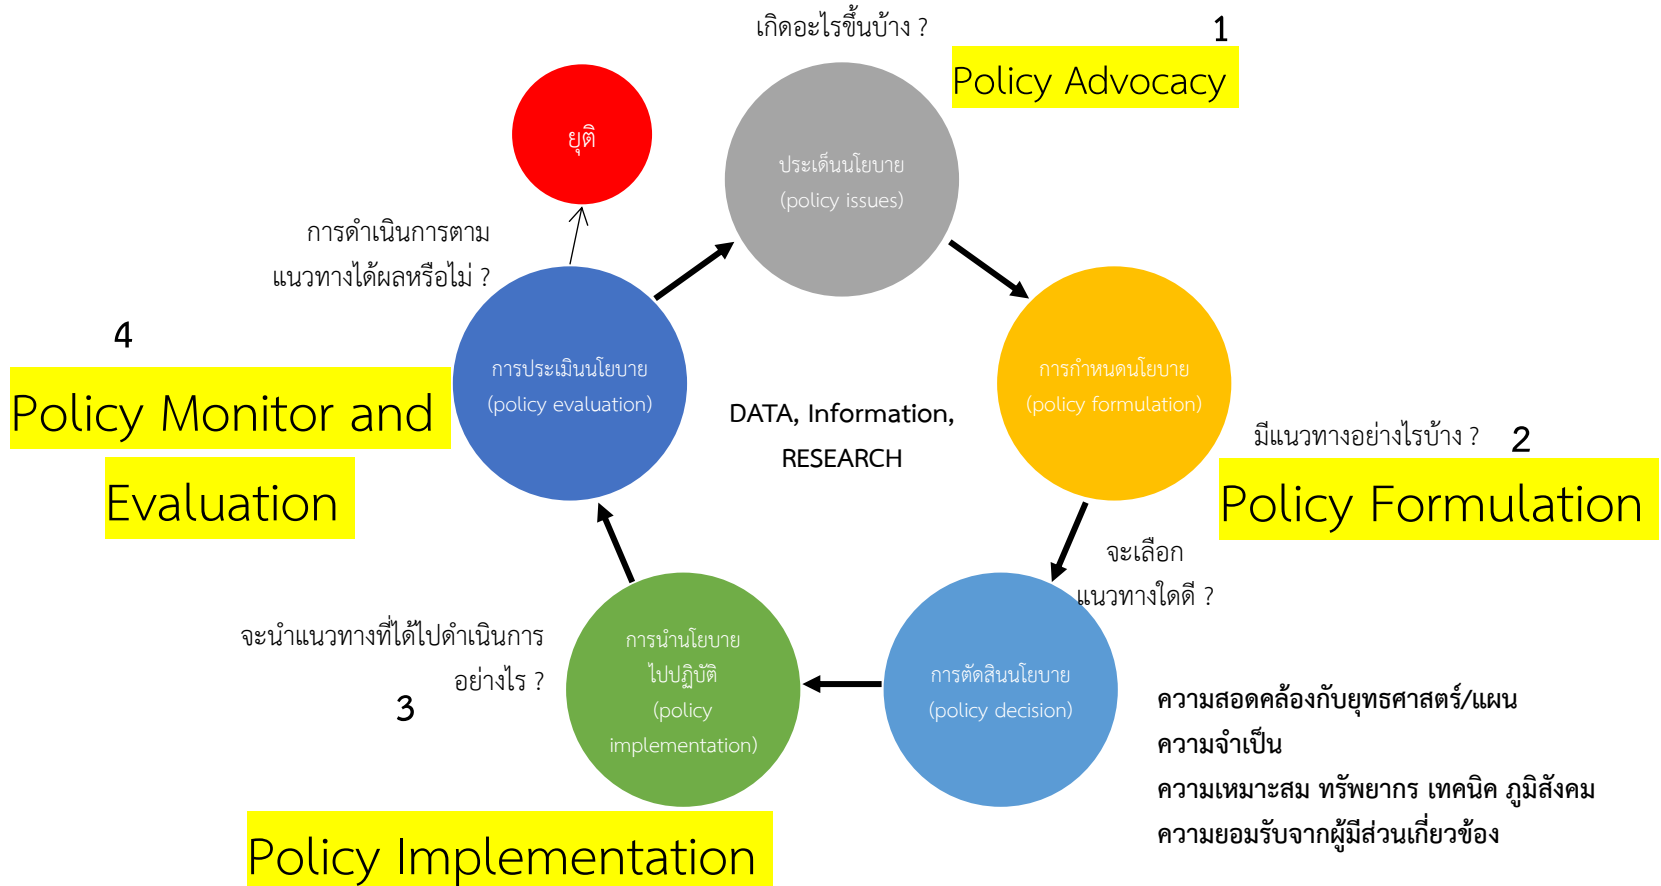 เกิดอะไรขึ้นบ้าง ?
1
Policy Advocacy
ยุติ
ประเด็นนโยบาย
(policy issues)
การดำเนินการตาม
แนวทางได้ผลหรือไม่ ?
4
Policy Monitor and
Evaluation
การประเมินนโยบาย
(policy evaluation)
DATA, Information,
RESEARCH
การกำหนดนโยบาย
(policy formulation)
มีแนวทางอย่างไรบ้าง ?
2
Policy Formulation
จะเลือก
แนวทางใดดี ?
จะนำแนวทางที่ได้ไปดำเนินการ
อย่างไร ?
3
การนำนโยบาย
ไปปฏิบัติ
(policy
implementation)
Policy Implementation
การตัดสินนโยบาย
(policy decision)
ความสอดคล้องกับยุทธศาสตร์/แผน
ความจำเป็น
ความเหมาะสม ทรัพยากร เทคนิค ภูมิสังคม
ความยอมรับจากผู้มีส่วนเกี่ยวข้อง